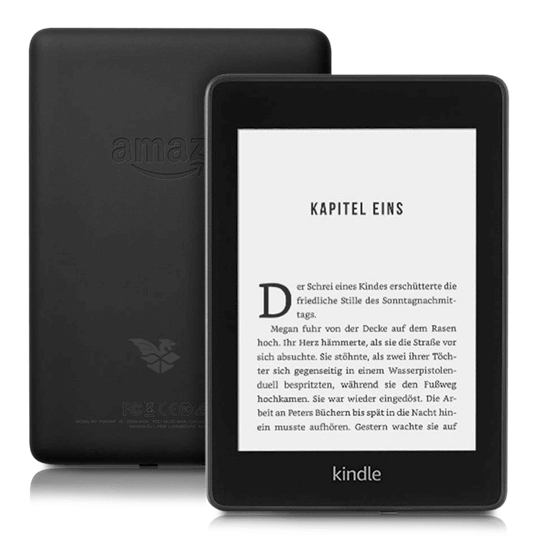 amaz
KAPITEL EINS
Der Schrei eines Kindes erschütterte die
friedliche Stille des Sonntagnachmit-
tags.
Megan fuhr von der Decke auf dem Rasen
hoch. Ihr Herz hämmerte, als sie die Straße vor
sich absuchte. Sie stöhnte, als zwei ihrer Töch-
ter sich gegenseitig in einem Wasserpistolen-
duell bespritzten, während sie den Fußweg
hochkamen. Sie war wieder eingedöst. Die Ar-
beit an Peters Büchern bis spät in die Nacht hin-
ein musste aufhören. Gestern wachte sie auf
kindle